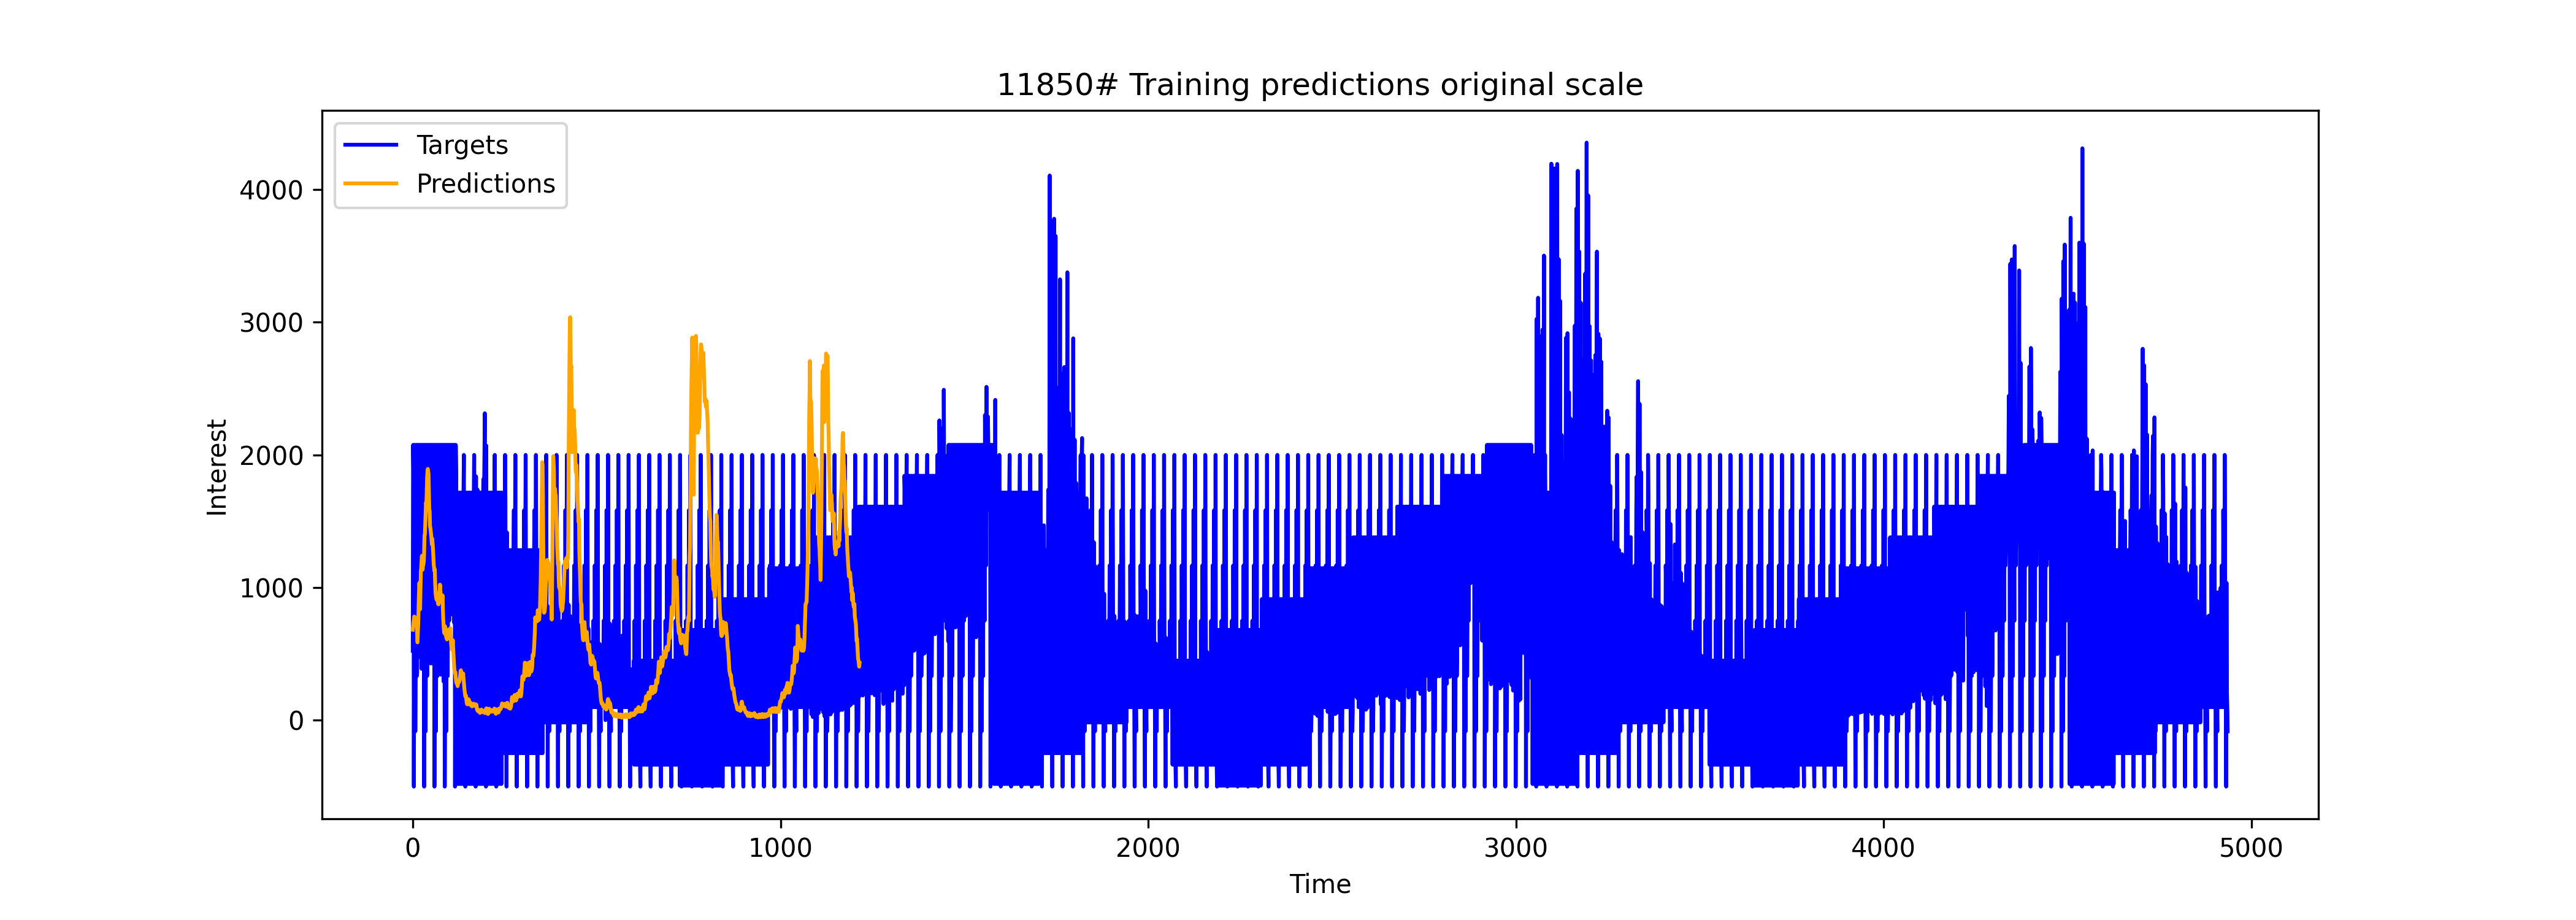 11850# Training predictions original scale
Targets
Predictions
Interest
4000
3000
2000
1000
0
0 1000 2000 3000 4000 5000
Time